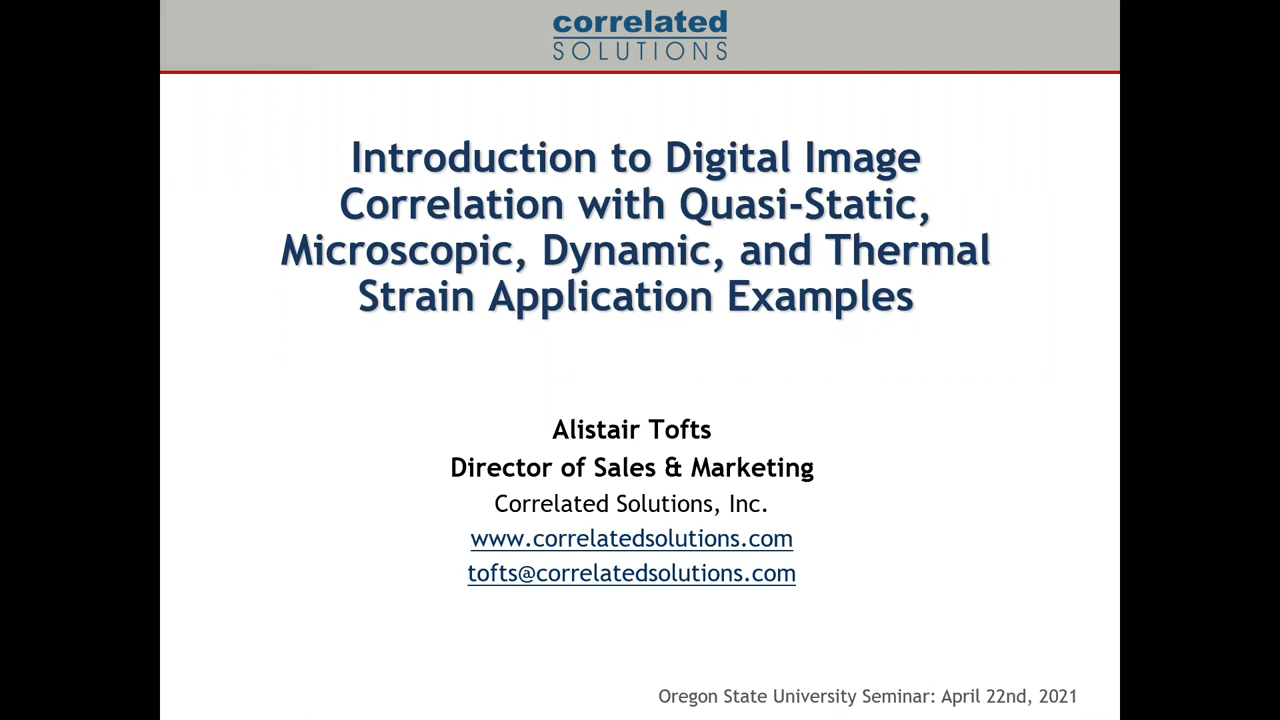 correlated
SOLUTIONS
Introduction to Digital Image
Correlation with Quasi-Static,
Microscopic, Dynamic, and Thermal
Strain Application Examples
Alistair Tofts
Director of Sales & Marketing
Correlated Solutions, Inc.
www.correlatedsolutions.com
tofts@correlatedsolutions.com
Oregon State University Seminar: April 22nd, 2021